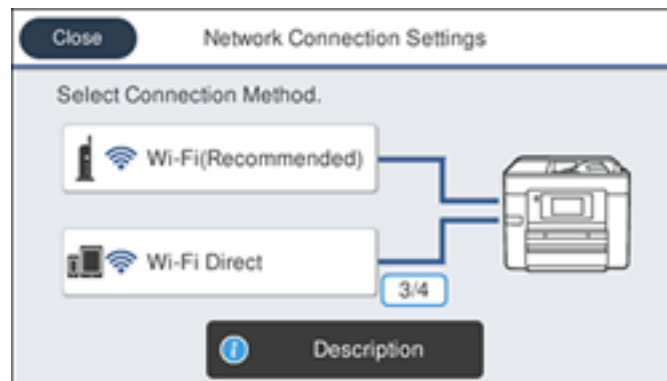 Close
Network Connection Settings
Select Connection Method.
Wi-Fi(Recommended)
Wi-Fi Direct
3/4
i Description